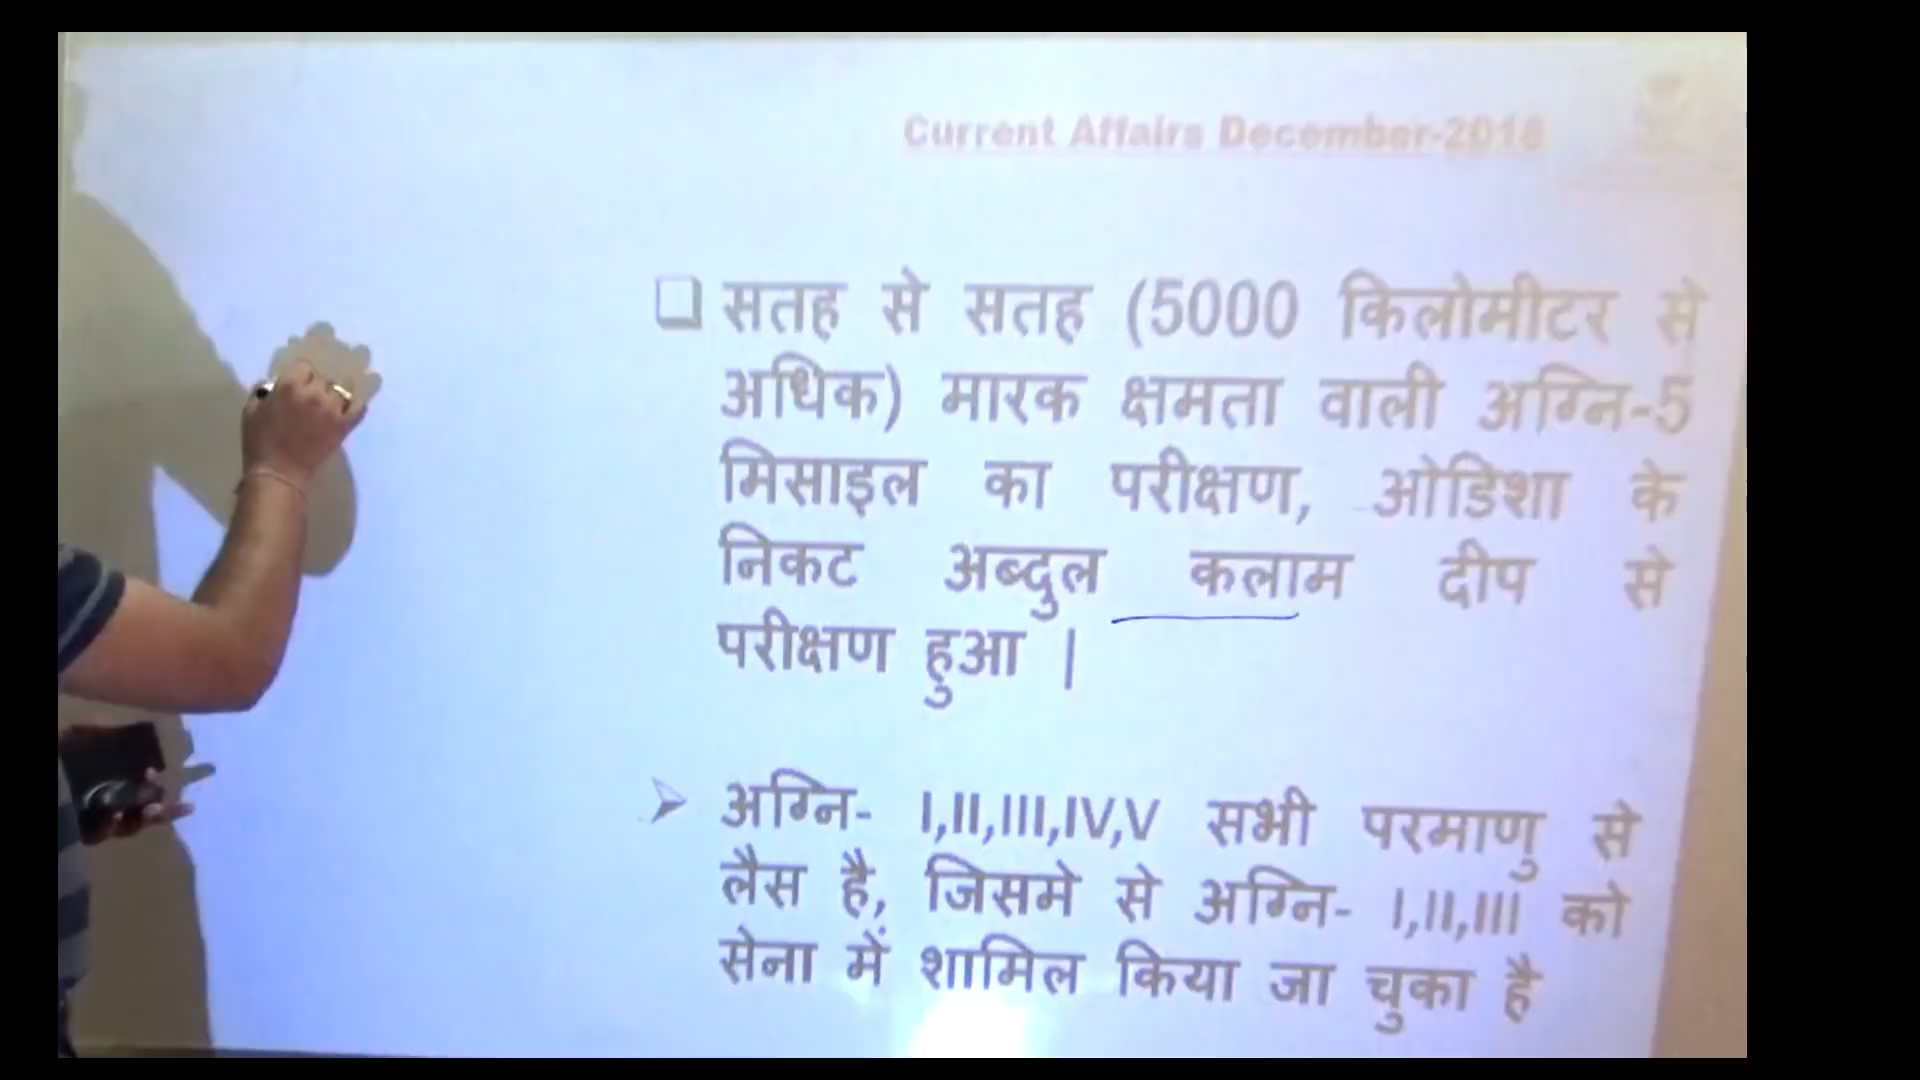 Current Affairs December-2018
सतह से सतह (5000 किलोमीटर से
अधिक) मारक क्षमता वाली अग्नि-5
मिसाइल का परीक्षण, ओडिशा के
निकट अब्दुल कलाम दीप से
परीक्षण हुआ |
अग्नि- I,II,III,IV,V सभी परमाणु से
लैस है, जिसमे से अग्नि- I,II,III को
सेना में शामिल किया जा चुका है